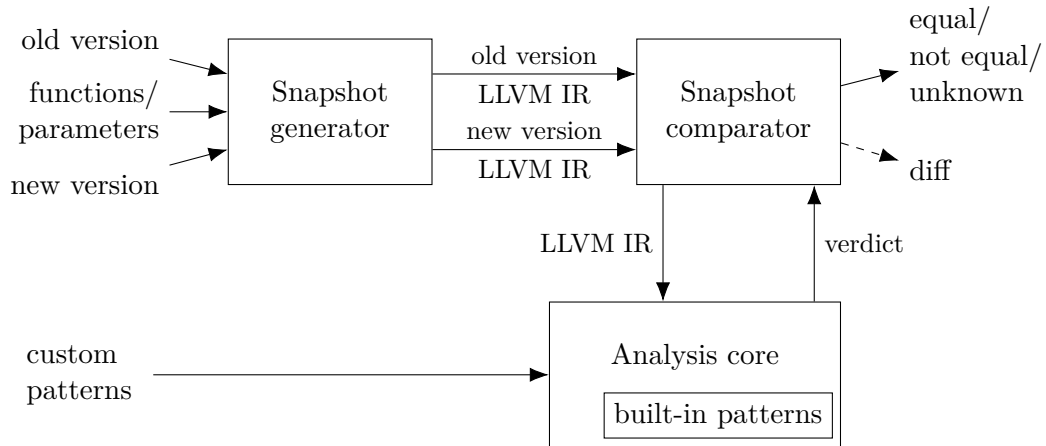 old version
functions/
parameters
new version
Snapshot
generator
old version
LLVM IR
new version
LLVM IR
Snapshot
comparator
equal/
not equal/
unknown
diff
LLVM IR
verdict
custom
patterns
Analysis core
built-in patterns